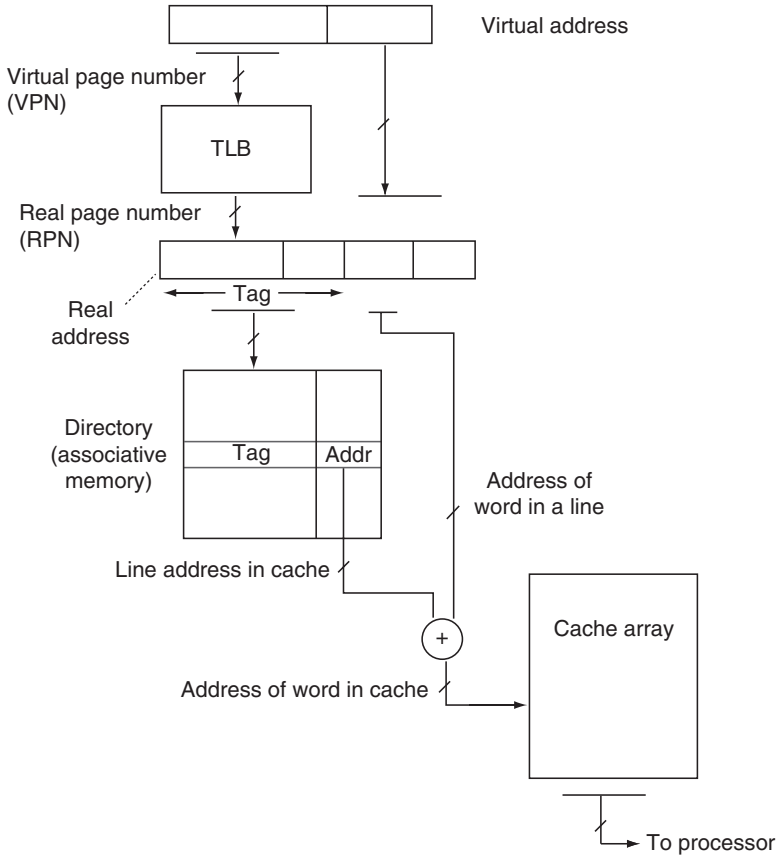 Virtual address
Virtual page number
(VPN)
TLB
Real page number
(RPN)
Tag
Real
address
Directory
(associative
memory)
Tag
Addr
Address of
word in a line
Line address in cache
+
Cache array
Address of word in cache
To processor